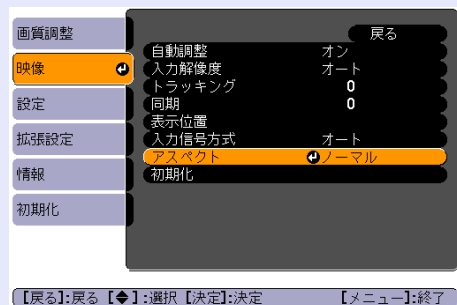 画質調整
映像
設定
拡張設定
情報
初期化
戻る
自動調整 オン
入力解像度 オート
トラッキング 0
同期 0
表示位置
入力信号方式 オート
アスペクト ノーマル
初期化
【戻る】:戻る 【◆】:選択 【決定】:決定 【メニュー】:終了